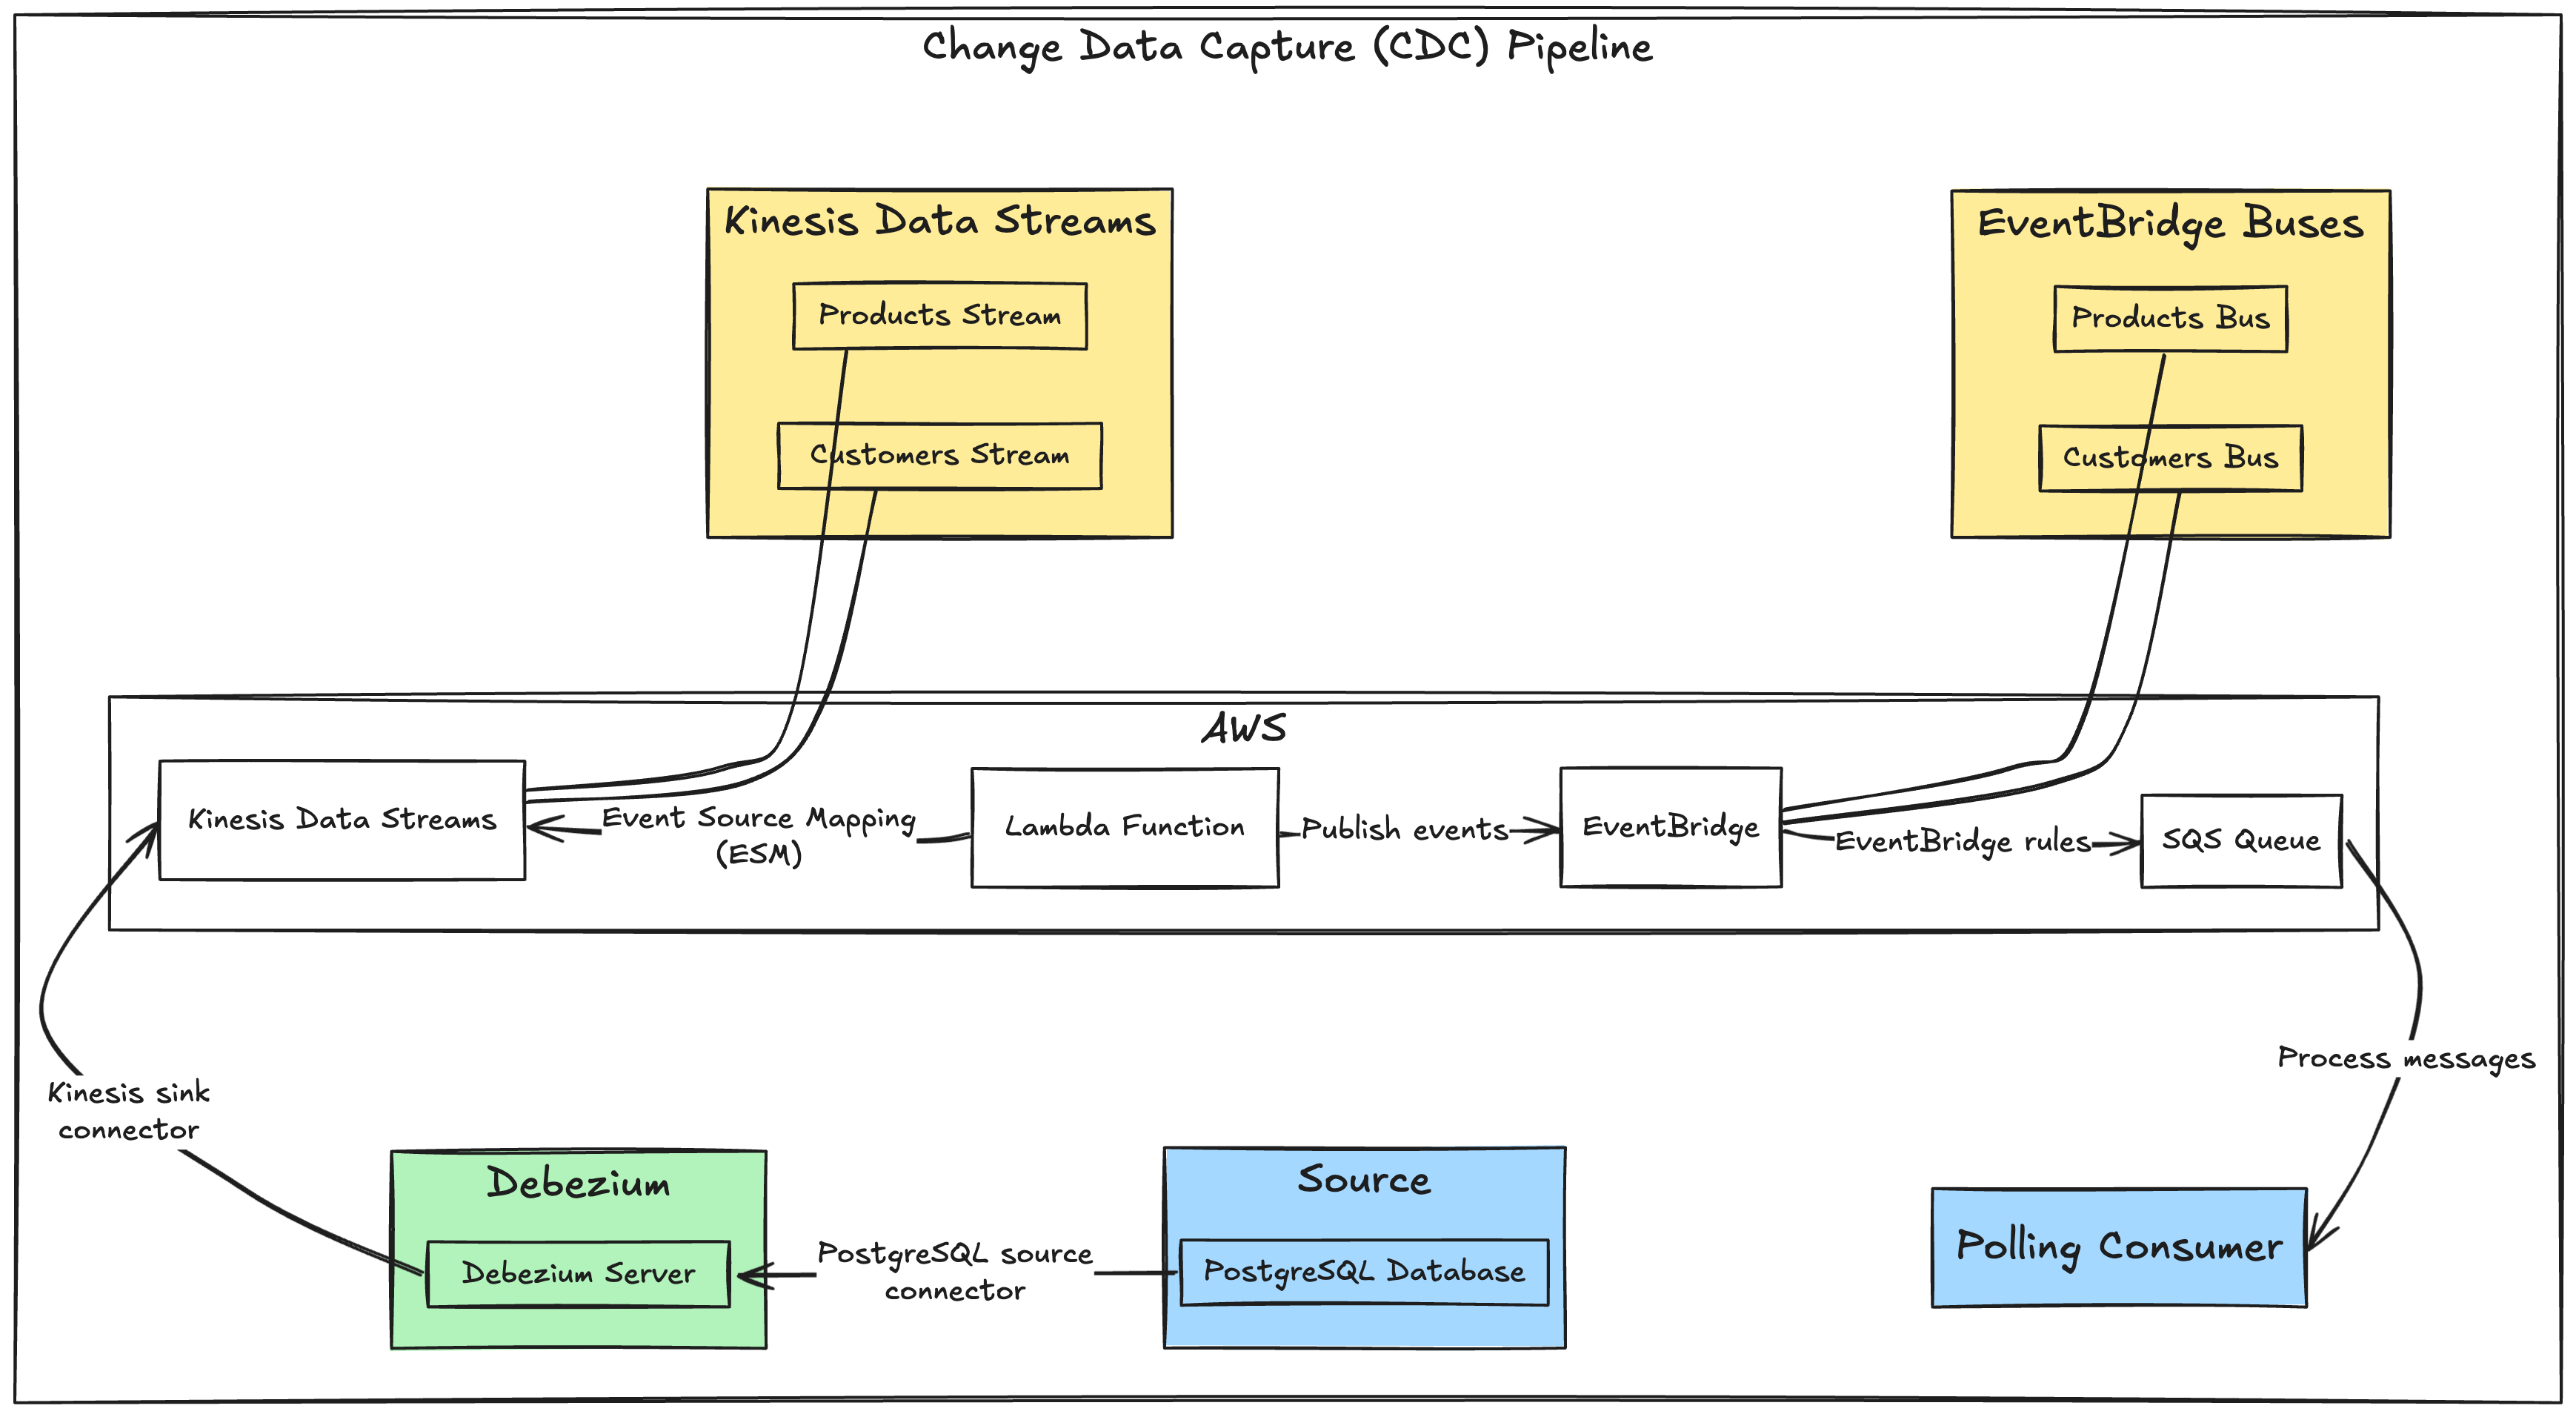 Change Data Capture (CDC) Pipeline
Kinesis Data Streams
Products Stream
Customers Stream
EventBridge Buses
Products Bus
Customers Bus
AWS
Kinesis Data Streams
Event Source Mapping
(ESM)
Lambda Function
Publish events
EventBridge
EventBridge rules
SQS Queue
Kinesis sink
connector
Process messages
Debezium
Debezium Server
PostgreSQL source
connector
Source
PostgreSQL Database
Polling Consumer